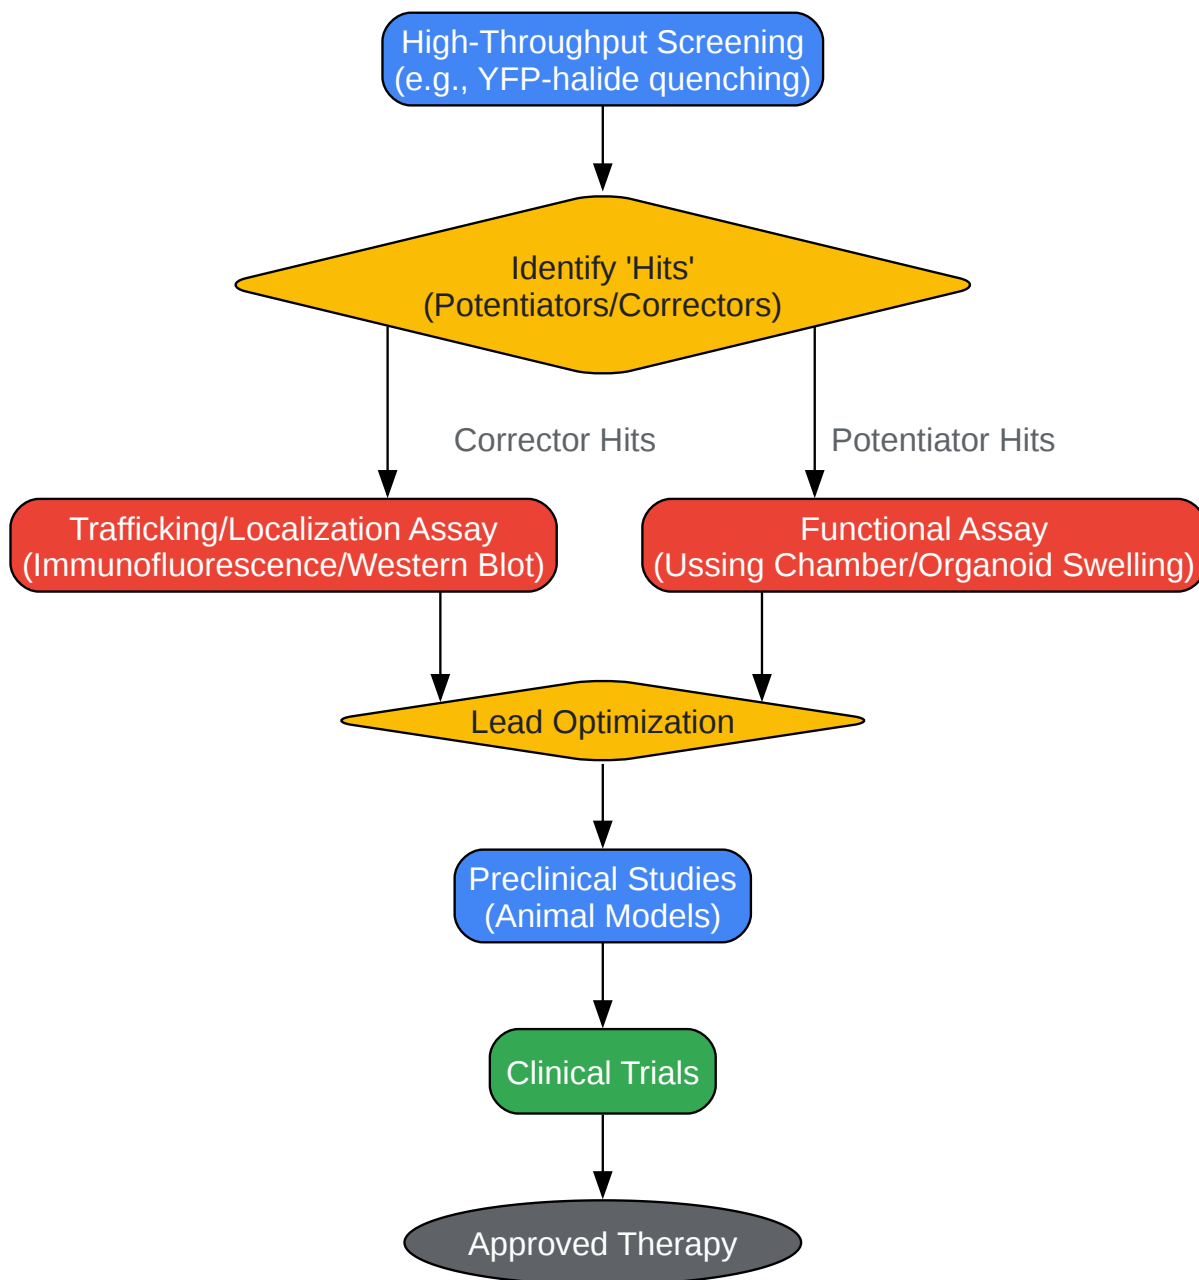 High-Throughput Screening
(e.g., YFP-halide quenching)
Identify 'Hits'
(Potentiators/Correctors)
Corrector Hits
Potentiator Hits
Trafficking/Localization Assay
(Immunofluorescence/Western Blot)
Functional Assay
(Ussing Chamber/Organoid Swelling)
Lead Optimization
Preclinical Studies
(Animal Models)
Clinical Trials
Approved Therapy